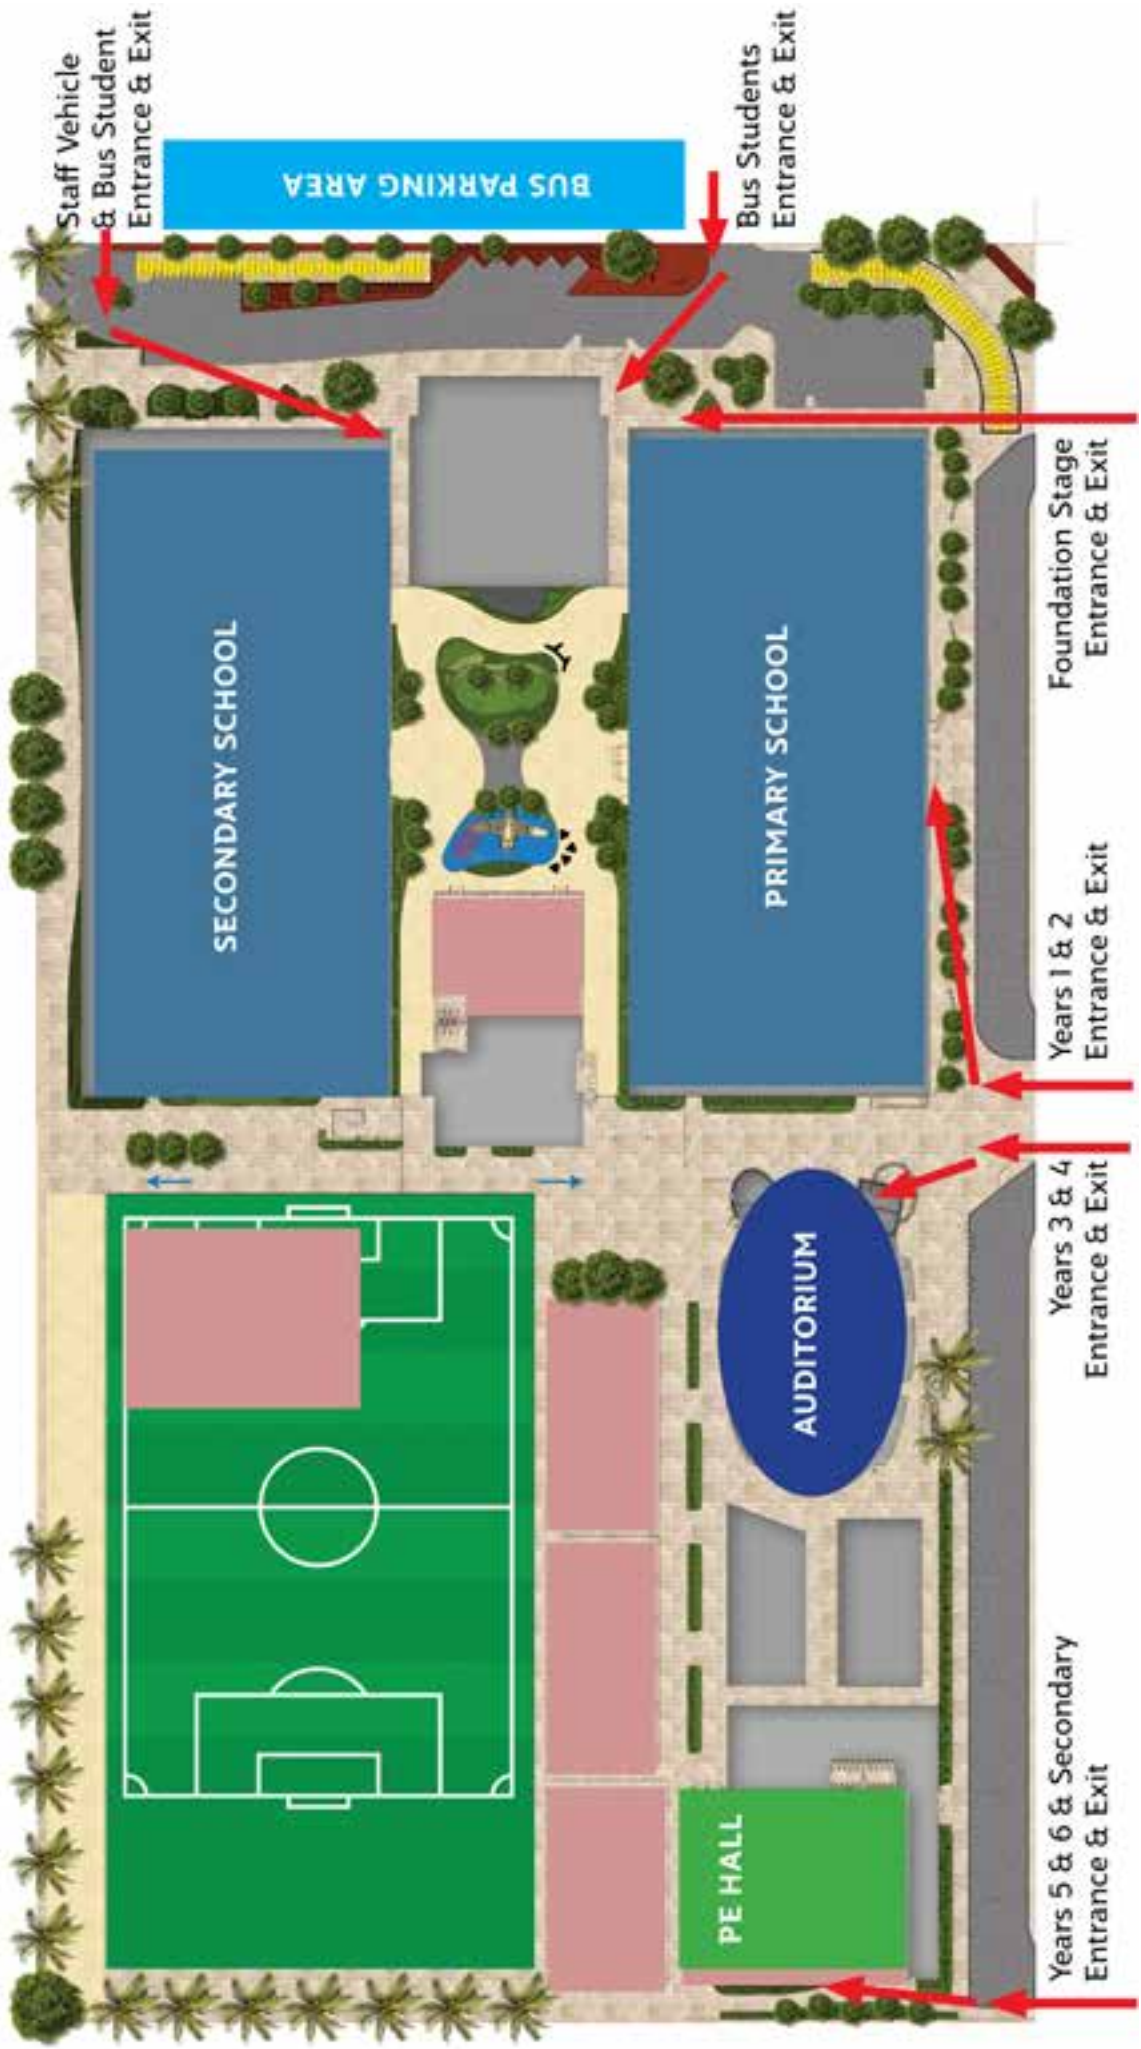 Staff Vehicle
& Bus Student
Entrance & Exit
BUS PARKING AREA
Bus Students
Entrance & Exit
SECONDARY SCHOOL
PRIMARY SCHOOL
Foundation Stage
Entrance & Exit
Years 1 & 2
Entrance & Exit
Years 3 & 4
Entrance & Exit
AUDITORIUM
PE HALL
Years 5 & 6 & Secondary
Entrance & Exit